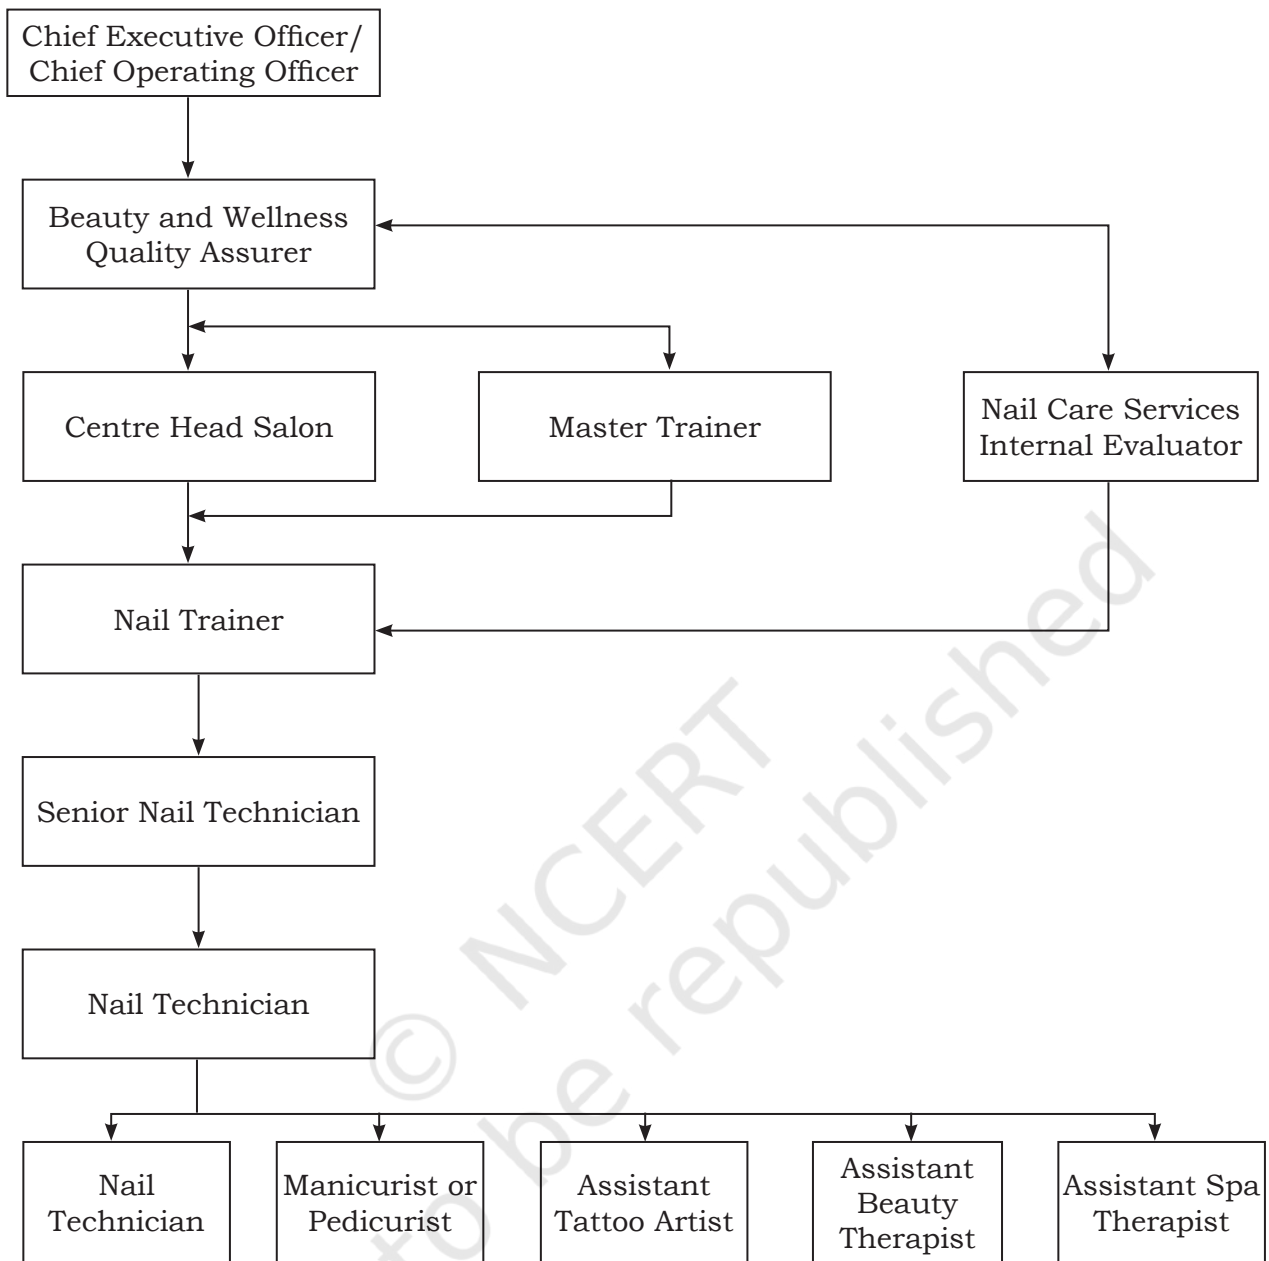 Chief Executive Officer/
Chief Operating Officer
Beauty and Wellness
Quality Assurer
Centre Head Salon
Master Trainer
Nail Care Services
Internal Evaluator
Nail Trainer
Senior Nail Technician
Nail Technician
Nail
Technician
Manicurist or
Pedicurist
Assistant
Tattoo Artist
Assistant
Beauty
Therapist
Assistant Spa
Therapist
© NCERT
to be republished